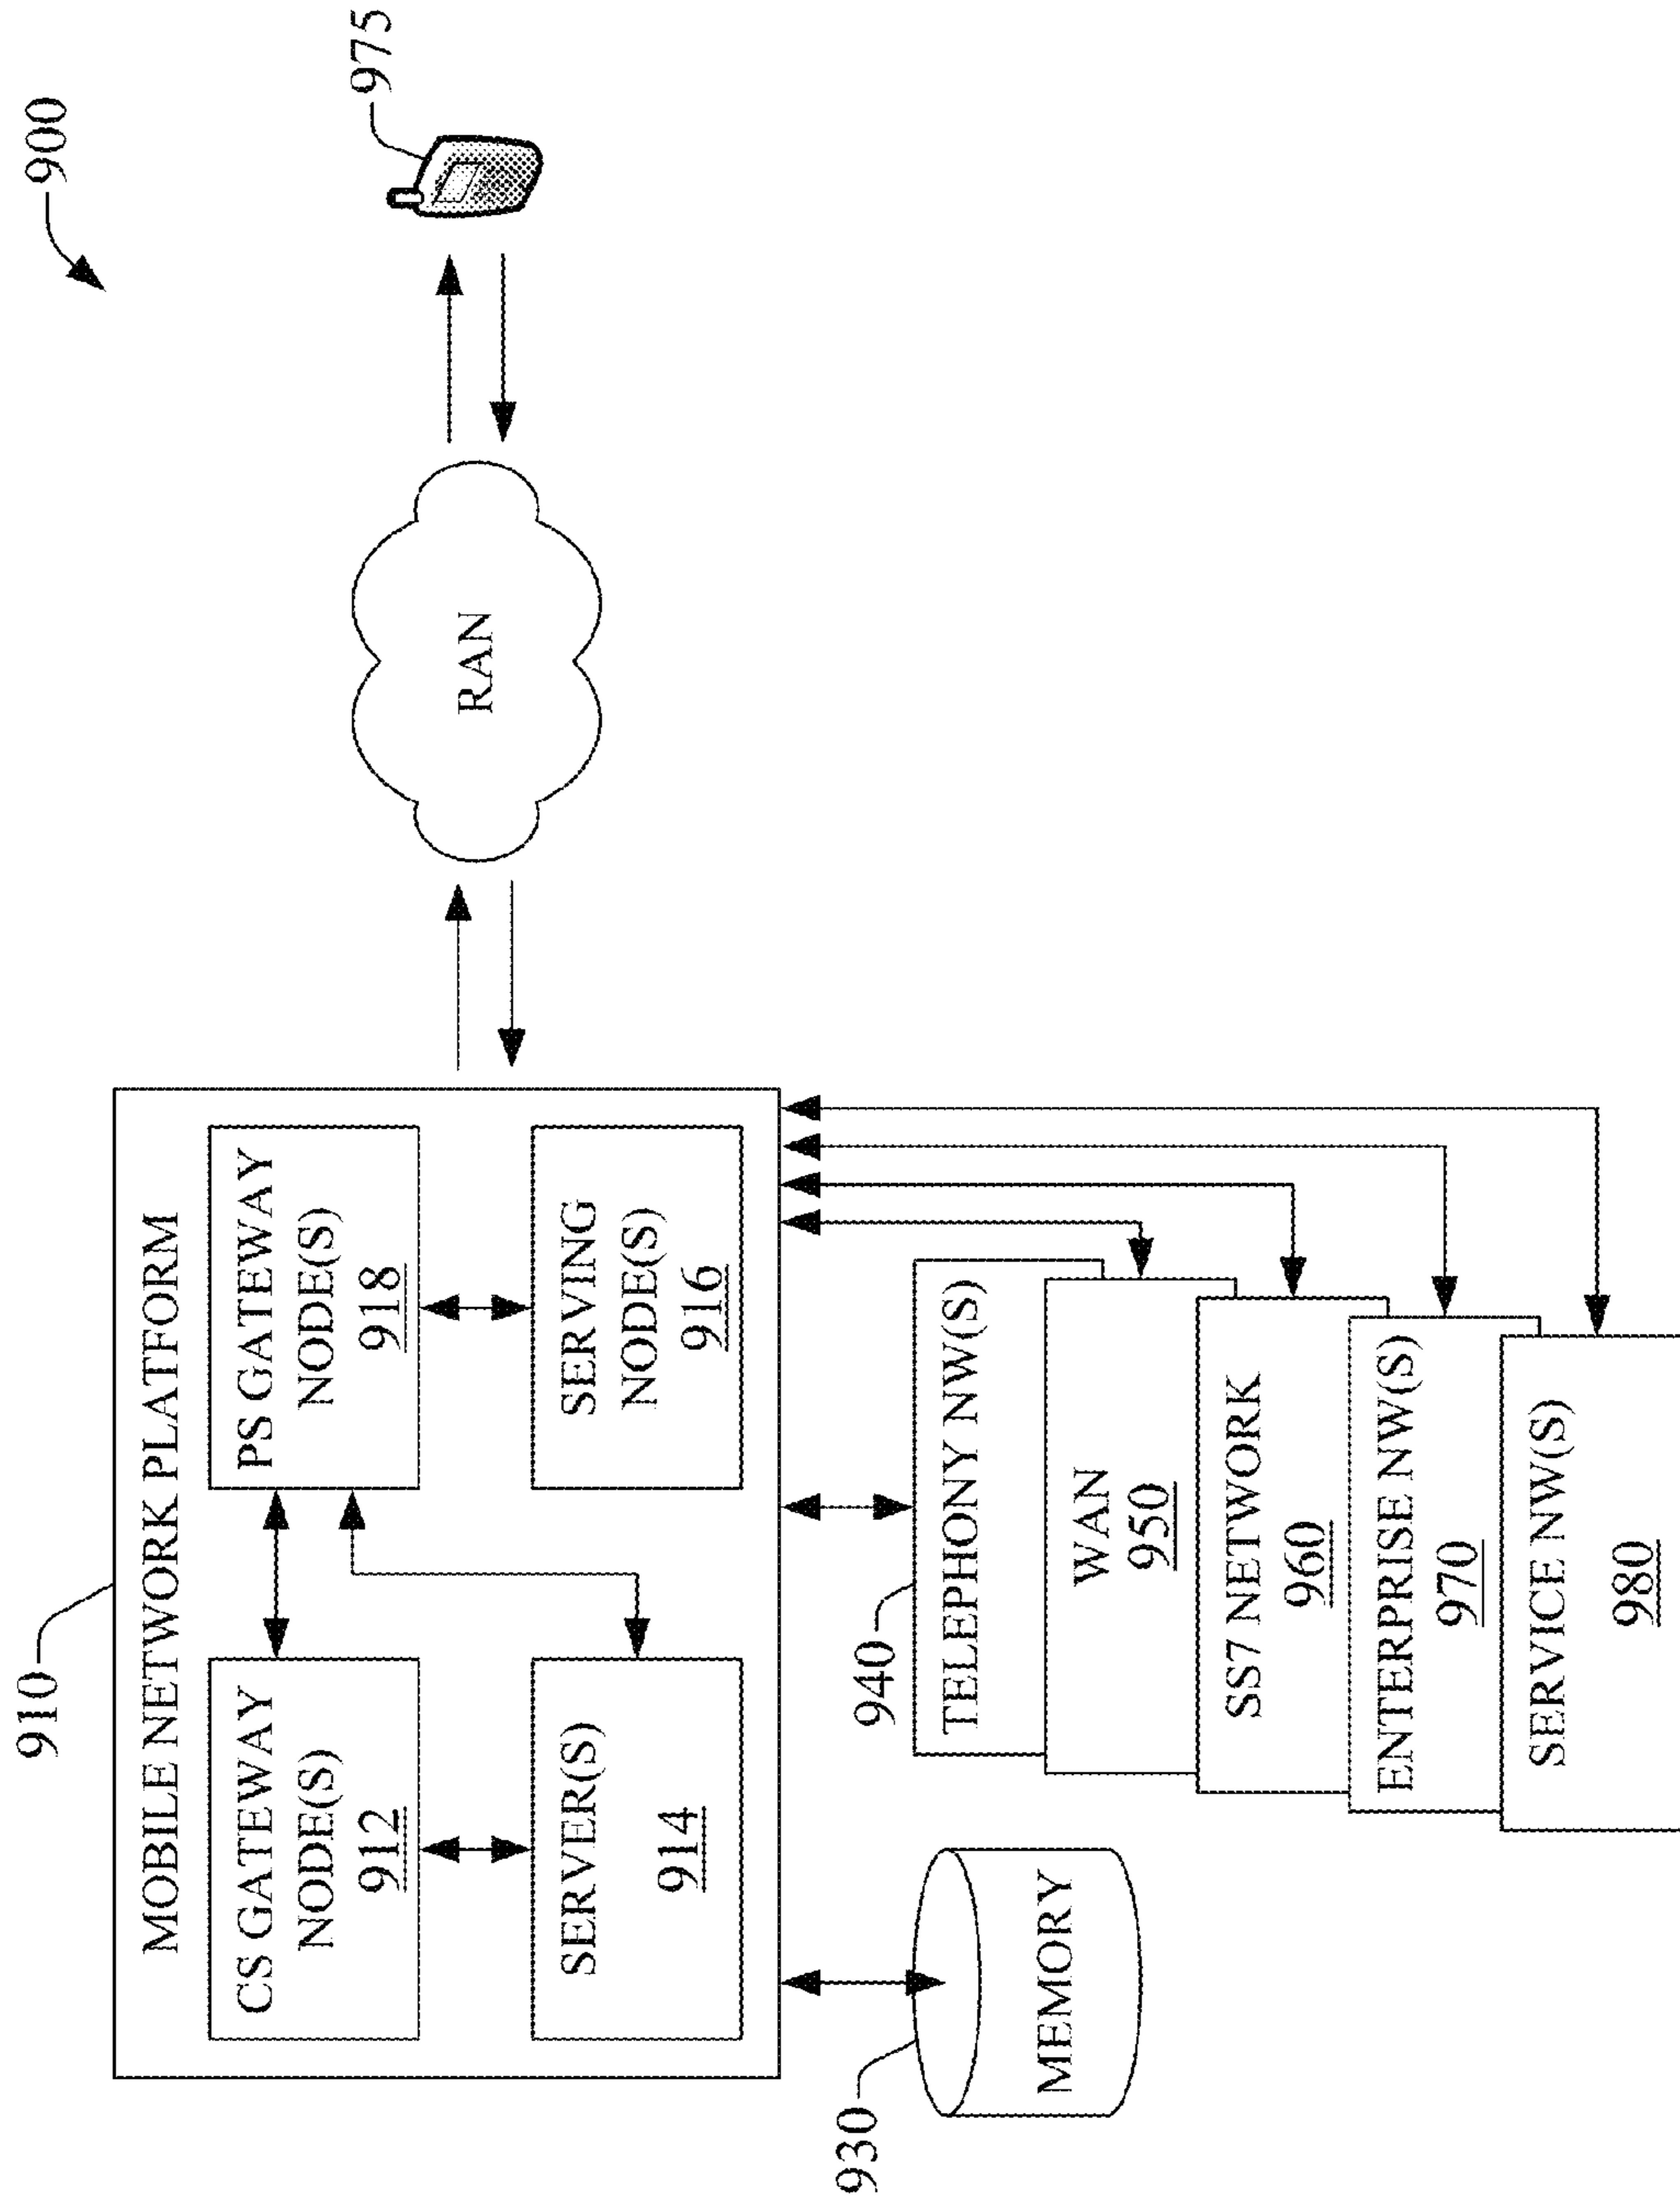 900
910
MOBILE NETWORK PLATFORM
CS GATEWAY
NODE(S)
912
PS GATEWAY
NODE(S)
918
SERVER(S)
914
SERVING
NODE(S)
916
RAN
975
930
MEMORY
940
TELEPHONY NW(S)
WAN
950
SS7 NETWORK
960
ENTERPRISE NW(S)
970
SERVICE NW(S)
980